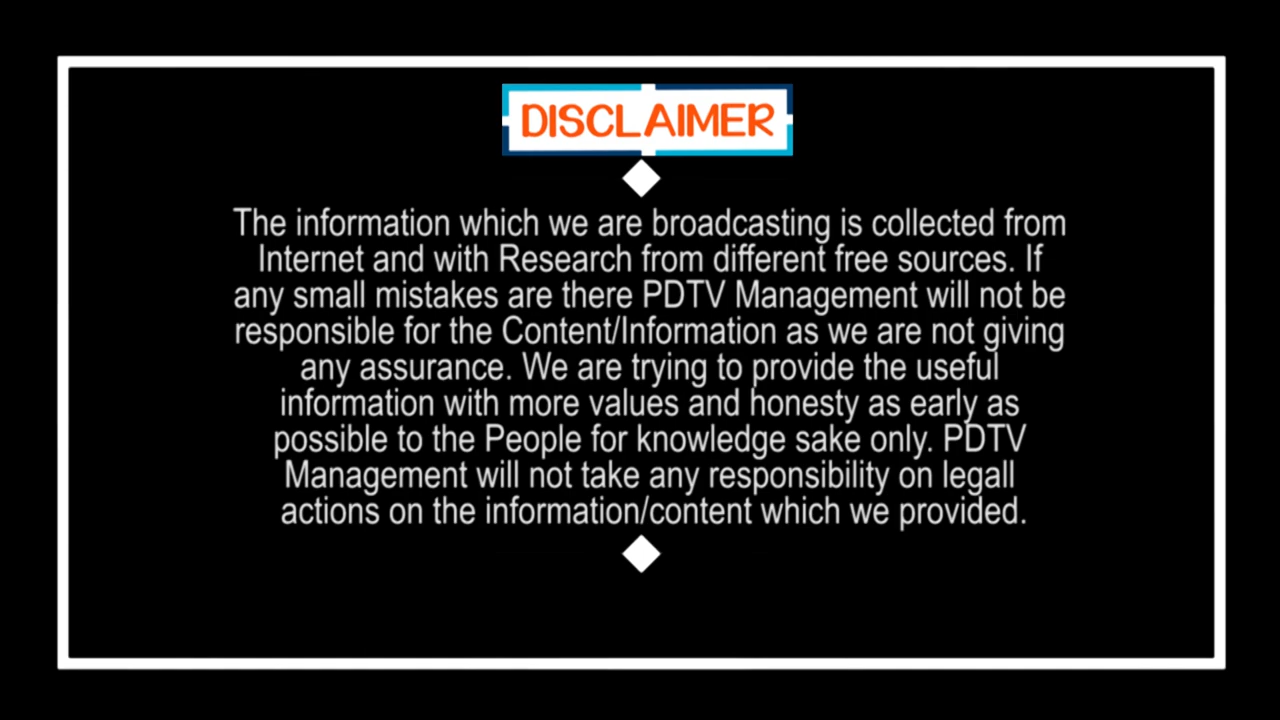 DISCLAIMER
The information which we are broadcasting is collected from
Internet and with Research from different free sources. If
any small mistakes are there PDTV Management will not be
responsible for the Content/Information as we are not giving
any assurance. We are trying to provide the useful
information with more values and honesty as early as
possible to the People for knowledge sake only. PDTV
Management will not take any responsibility on legall
actions on the information/content which we provided.